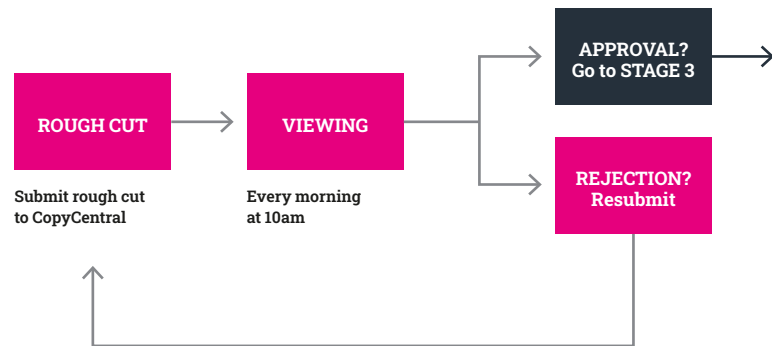 ROUGH CUT
Submit rough cut
to CopyCentral
VIEWING
Every morning
at 10am
APPROVAL?
Go to STAGE 3
REJECTION?
Resubmit